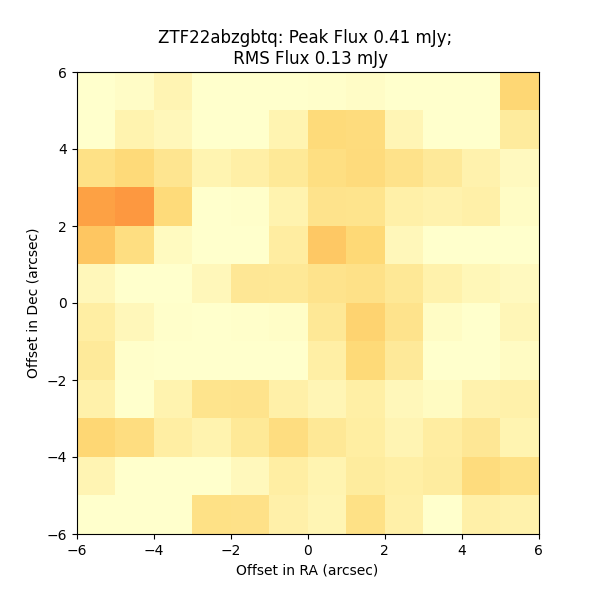 ZTF22abzgbtq: Peak Flux 0.41 mJy;
RMS Flux 0.13 mJy
6
4
2
0
−2
−4
−6
Offset in Dec (arcsec)
−6 −4 −2 0 2 4 6
Offset in RA (arcsec)